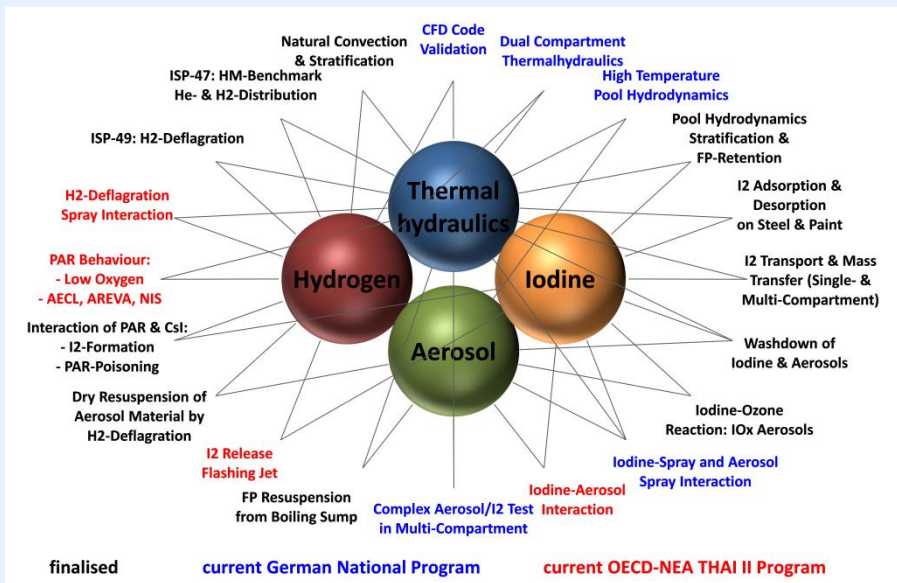 Natural Convection
& Stratification
CFD Code
Validation
Dual Compartment
Thermalhydraulics
ISP-47: HM-Benchmark
He- & H2-Distribution
High Temperature
Pool Hydrodynamics
ISP-49: H2-Deflagration
Pool Hydrodynamics
Stratification &
FP-Retention
H2-Deflagration
Spray Interaction
I2 Adsorption &
Desorption
on Steel & Paint
Thermal
hydraulics
Hydrogen
Iodine
Aerosol
PAR Behaviour:
- Low Oxygen
- AECL, AREVA, NIS
I2 Transport & Mass
Transfer (Single- &
Multi-Compartment)
Interaction of PAR & CsI:
- I2-Formation
- PAR-Poisoning
Washdown of
Iodine & Aerosols
Dry Resuspension of
Aerosol Material by
H2-Deflagration
Iodine-Ozone
Reaction: IOx Aerosols
I2 Release
Flashing Jet
Iodine-Spray and Aerosol
Spray Interaction
FP Resuspension
from Boiling Sump
Complex Aerosol/I2 Test
in Multi-Compartment
Iodine-Aerosol
Interaction
finalised
current German National Program
current OECD-NEA THAI II Program